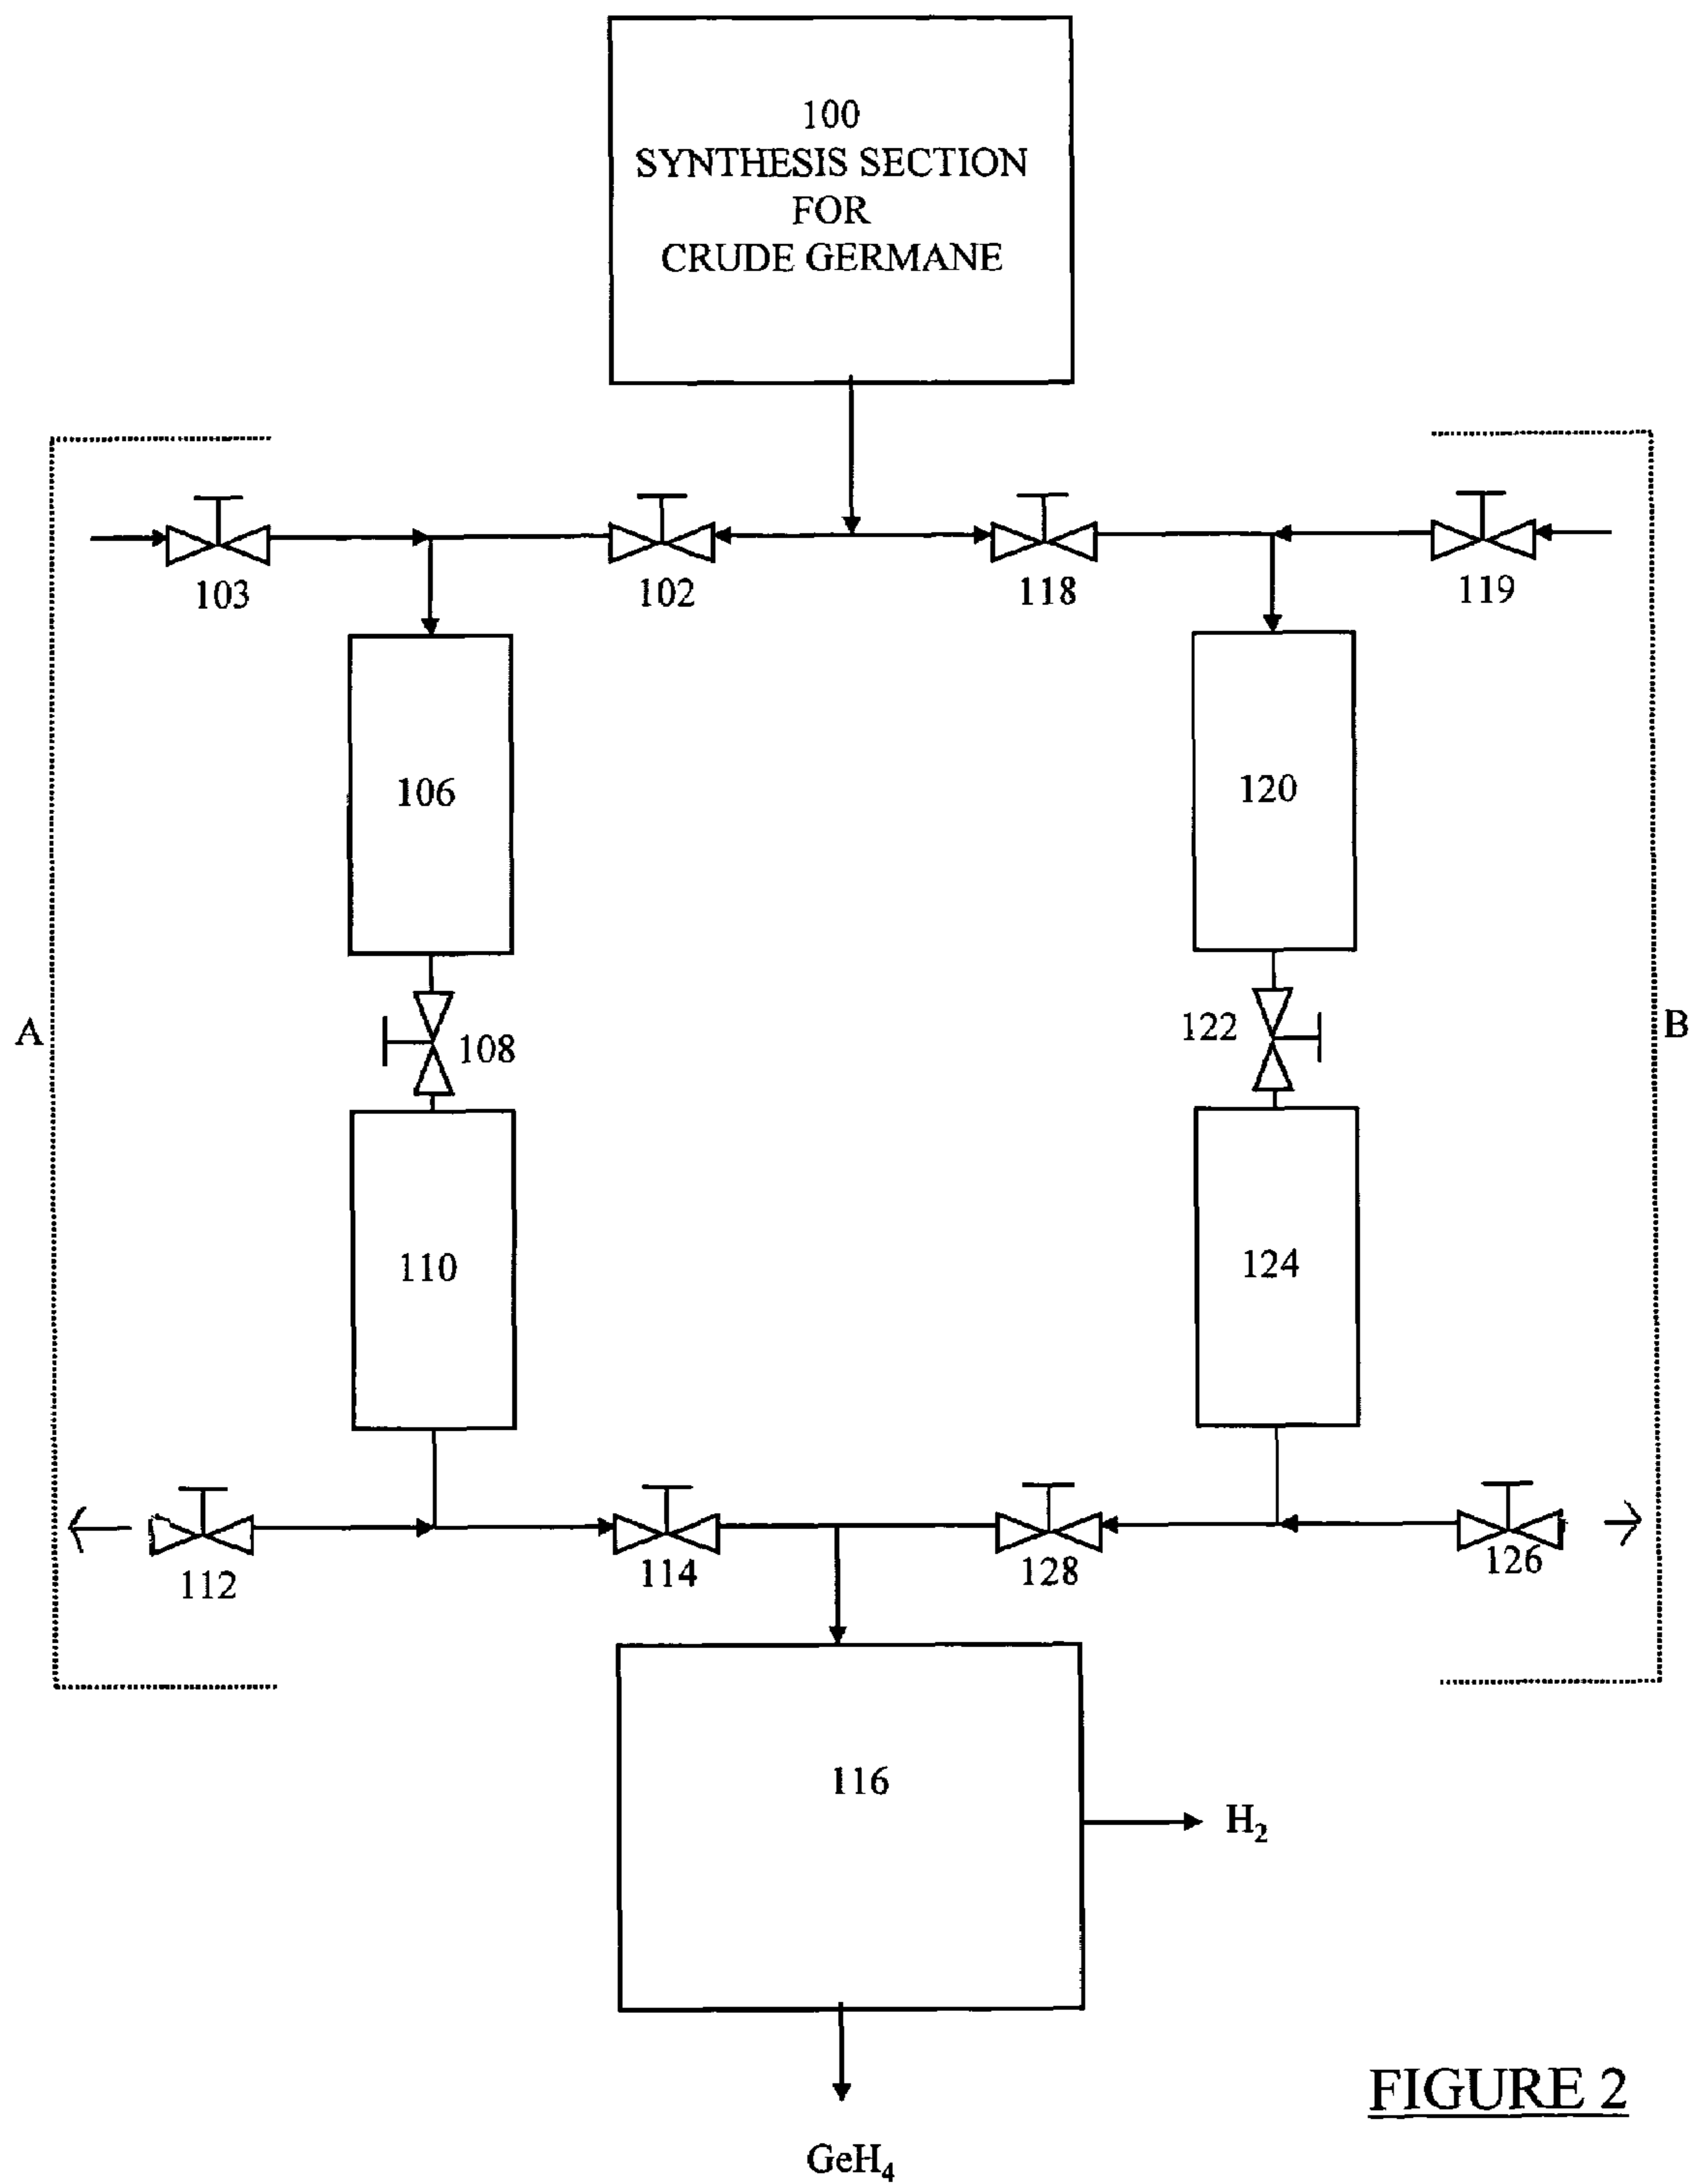 100
SYNTHESIS SECTION
FOR
CRUDE GERMANE
103
102
118
119
106
120
A
108
122
B
110
124
112
114
128
126
116
H₂
GeH₄
FIGURE 2